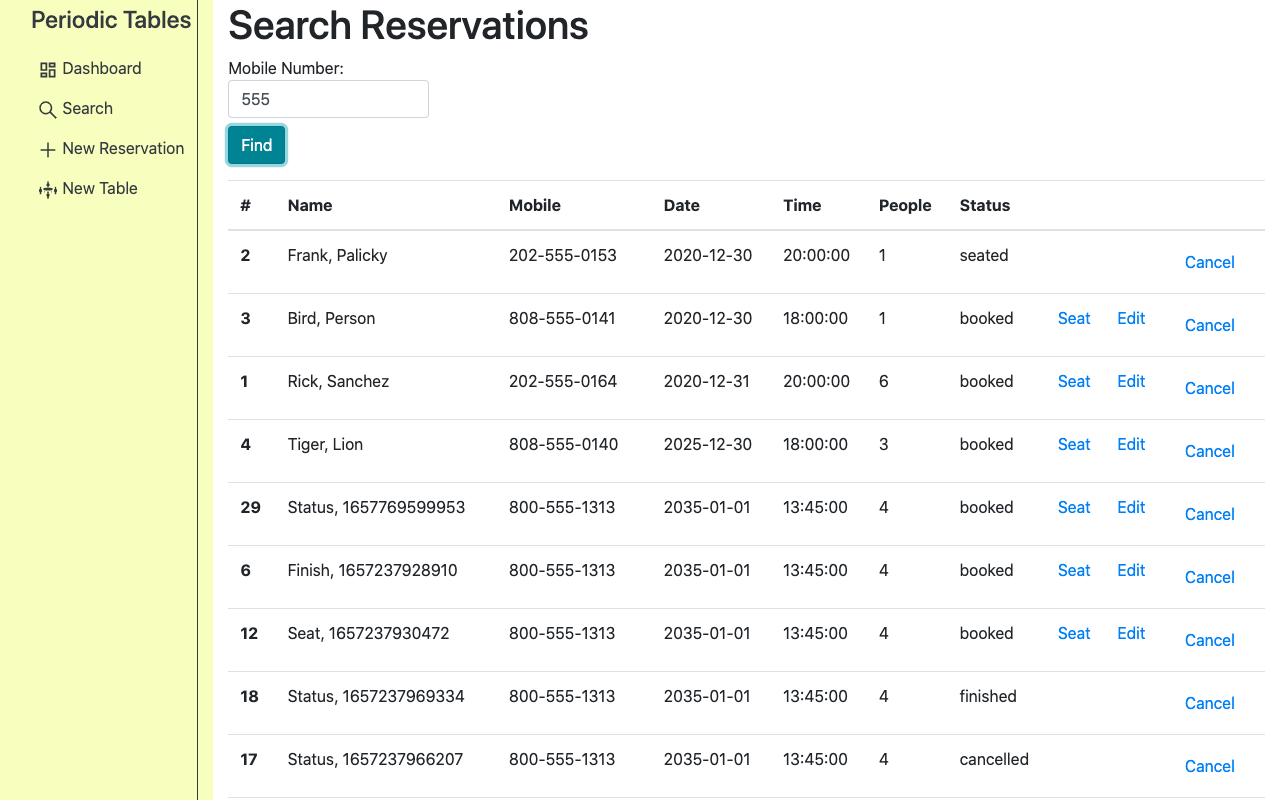 Periodic Tables
Dashboard
Search
New Reservation
New Table
Search Reservations
Mobile Number:
555
Find
# Name Mobile Date Time People Status
2 Frank, Palicky 202-555-0153 2020-12-30 20:00:00 1 seated Cancel
3 Bird, Person 808-555-0141 2020-12-30 18:00:00 1 booked Seat Edit Cancel
1 Rick, Sanchez 202-555-0164 2020-12-31 20:00:00 6 booked Seat Edit Cancel
4 Tiger, Lion 808-555-0140 2025-12-30 18:00:00 3 booked Seat Edit Cancel
29 Status, 1657769599953 800-555-1313 2035-01-01 13:45:00 4 booked Seat Edit Cancel
6 Finish, 1657237928910 800-555-1313 2035-01-01 13:45:00 4 booked Seat Edit Cancel
12 Seat, 1657237930472 800-555-1313 2035-01-01 13:45:00 4 booked Seat Edit Cancel
18 Status, 1657237969334 800-555-1313 2035-01-01 13:45:00 4 finished Cancel
17 Status, 1657237966207 800-555-1313 2035-01-01 13:45:00 4 cancelled Cancel